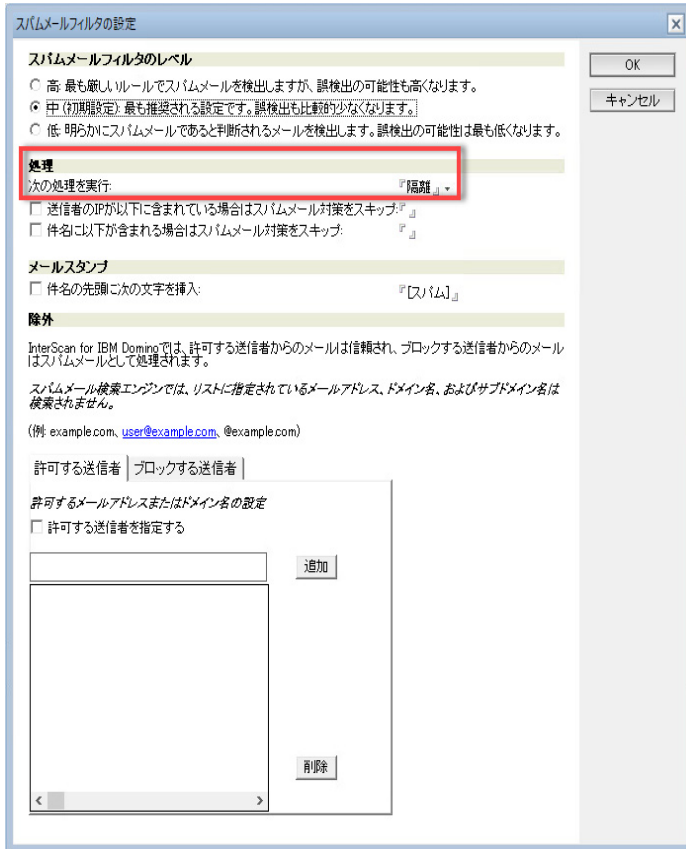 スパムメールフィルタの設定
スパムメールフィルタのレベル
高: 最も厳しいルールでスパムメールを検出しますが、誤検出の可能性も高くなります。
中 (初期設定): 最も推奨される設定です。誤検出も比較的少なくなります。
低: 明らかにスパムメールであると判断されるメールを検出します。誤検出の可能性は最も低くなります。
OK
キャンセル
処理
次の処理を実行: 『隔離』
送信者のIPが以下に含まれている場合はスパムメール対策をスキップ:『 』
件名に以下が含まれる場合はスパムメール対策をスキップ: 『 』
メールスタンプ
件名の先頭に次の文字を挿入: 『[スパム]』
除外
InterScan for IBM Dominoでは、許可する送信者からのメールは信頼され、ブロックする送信者からのメール
はスパムメールとして処理されます。
スパムメール検索エンジンでは、リストに指定されているメールアドレス、ドメイン名、およびサブドメイン名は
検索されません。
(例: example.com、user@example.com、@example.com)
許可する送信者 ブロックする送信者
許可するメールアドレスまたはドメイン名の設定
許可する送信者を指定する
追加
削除